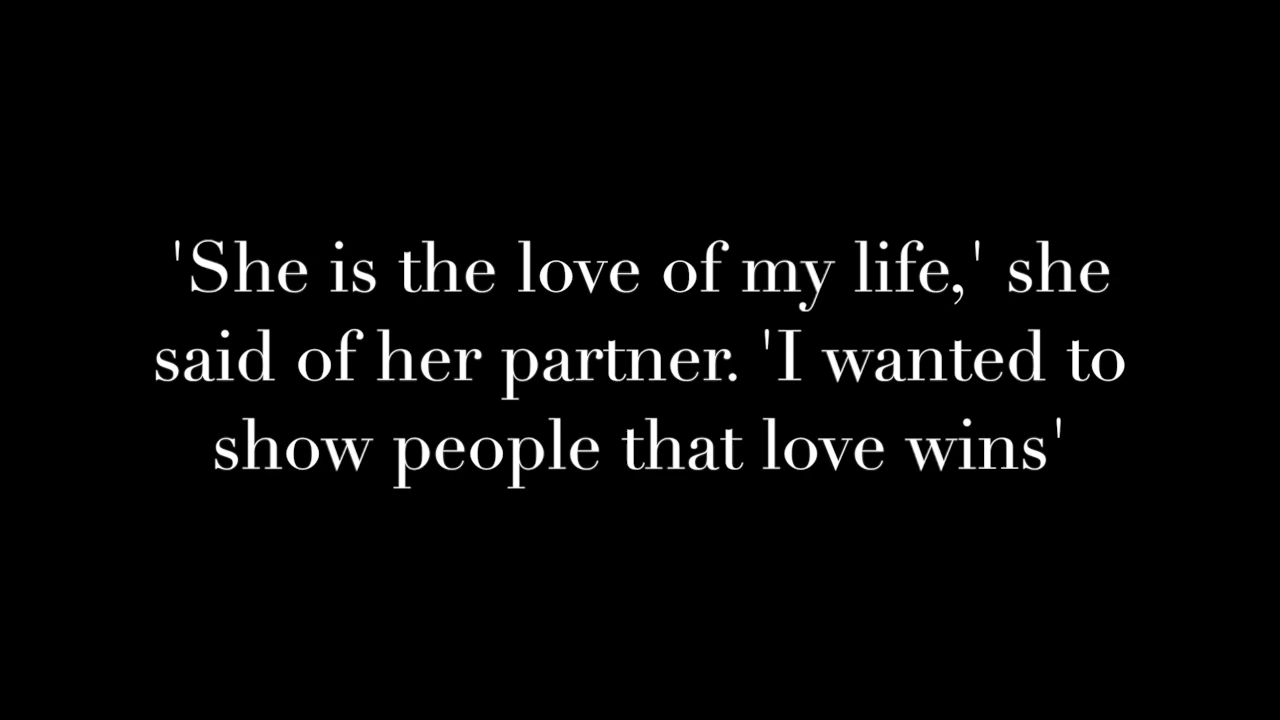 'She is the love of my life,' she
said of her partner. 'I wanted to
show people that love wins'